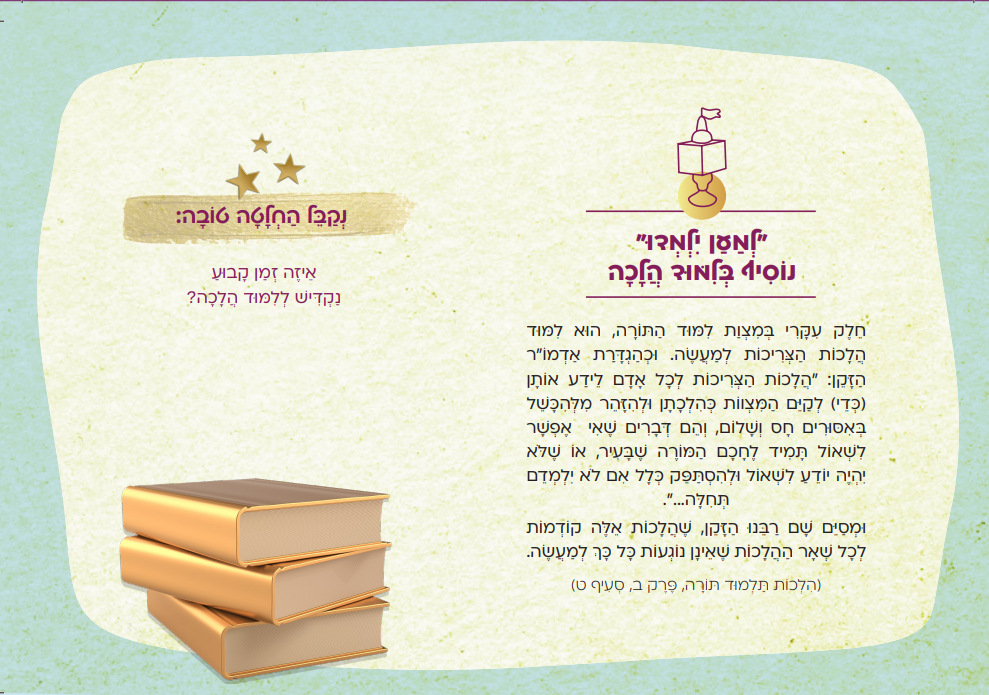 "לְמַעַן יִלְמְדוּ"
נוֹסִיף בְּלִמּוּד הֲלָכָה
חֵלֶק עִקָּרִי בְּמִצְוַת לִמּוּד הַתּוֹרָה, הוּא לִמּוּד
הֲלָכוֹת הַצְּרִיכוֹת לְמַעֲשֶׂה. וּכְהַגְדָּרַת אַדְמוֹ"ר
הַזָּקֵן: "הֲלָכוֹת הַצְּרִיכוֹת לְכָל אָדָם לֵידַע אוֹתָן
(כְּדֵי) לְקַיֵּם הַמִּצְווֹת כְּהִלְכָתָן וּלְהִזָּהֵר מִלְּהִכָּשֵׁל
בְּאִסּוּרִים חַס וְשָׁלוֹם, וְהֵם דְּבָרִים שֶׁאִי אֶפְשָׁר
לִשְׁאוֹל תָּמִיד לֶחָכָם הַמּוֹרֶה שֶׁבָּעִיר, אוֹ שֶׁלֹּא
יִהְיֶה יוֹדֵעַ לִשְׁאוֹל וּלְהִסְתַּפֵּק כְּלָל אִם לֹא יִלְמְדֵם
תְּחִלָּה...".
וּמְסַיֵּם שָׁם רַבֵּנוּ הַזָּקֵן, שֶׁהֲלָכוֹת אֵלֶּה קוֹדְמוֹת
לְכָל שְׁאָר הַהֲלָכוֹת שֶׁאֵינָן נוֹגְעוֹת כָּל כָּךְ לְמַעֲשֶׂה.
(הִלְכוֹת תַּלְמוּד תּוֹרָה, פֶּרֶק ב, סְעִיף ט)
נְקַבֵּל הַחְלָטָה טוֹבָה:
אֵיזֶה זְמַן קָבוּעַ
נַקְדִּישׁ לְלִמּוּד הֲלָכָה?